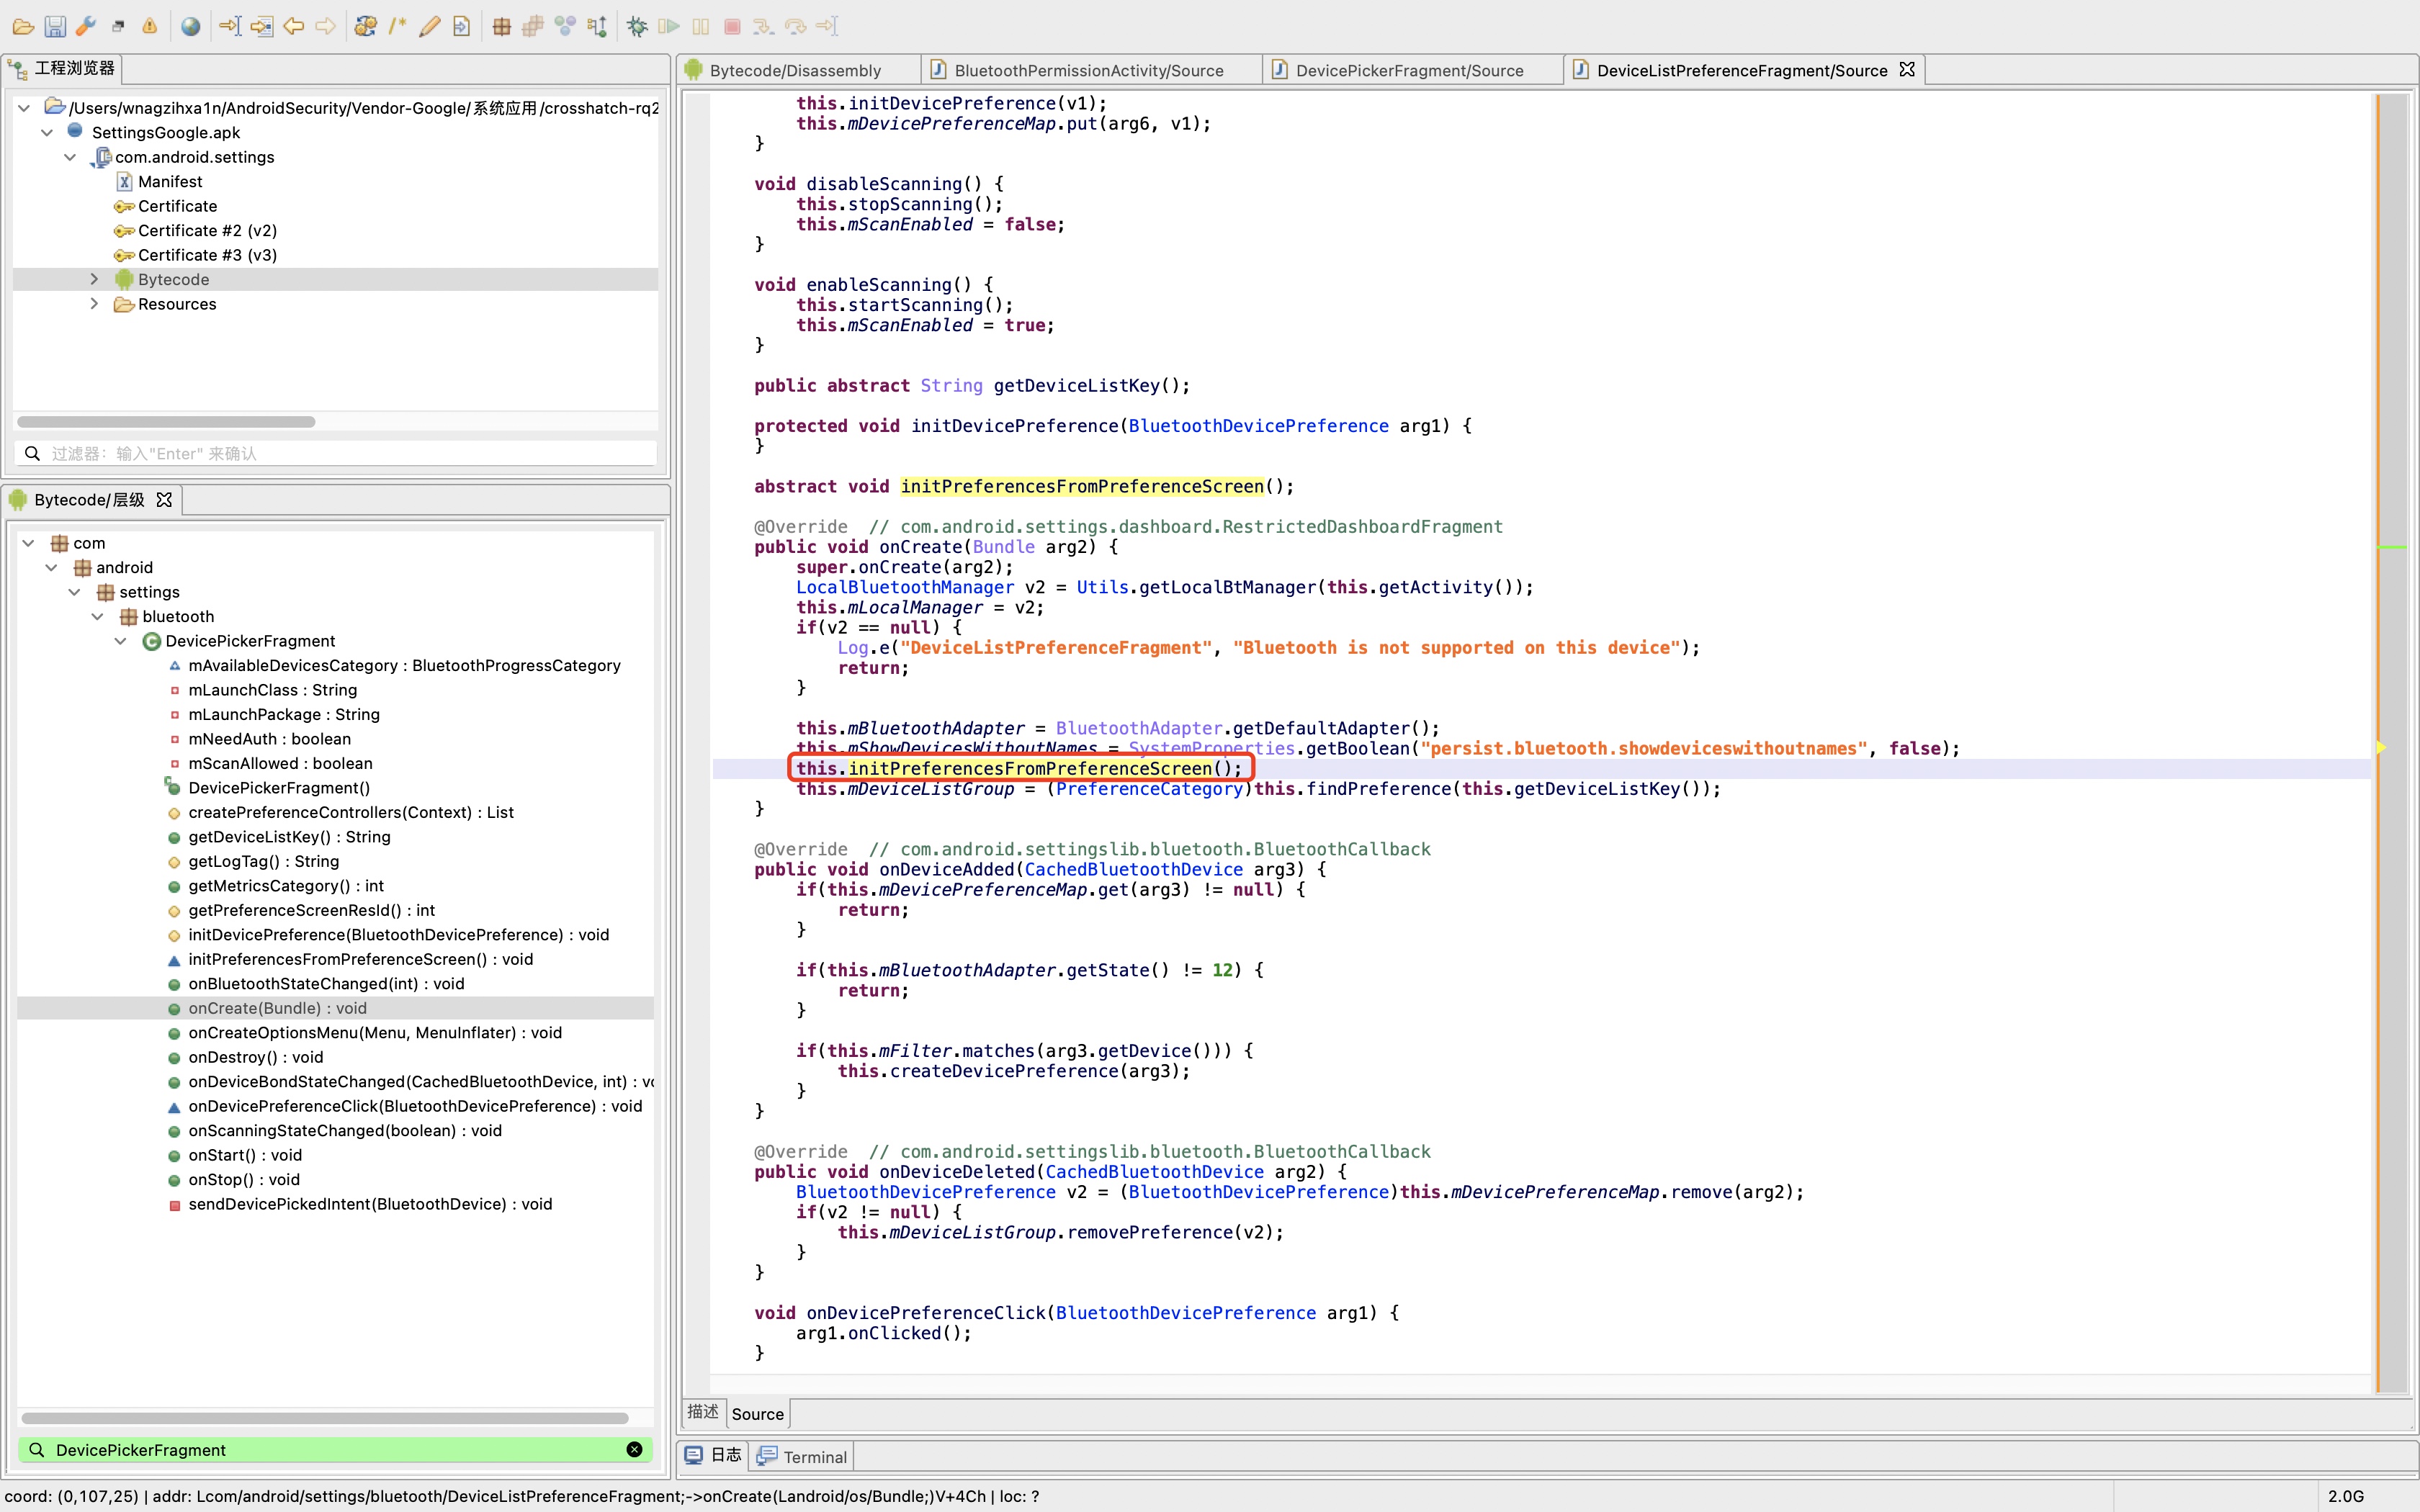 工程浏览器
/Users/wnagzihxa1n/AndroidSecurity/Vendor-Google/系统应用/crosshatch-rq2
SettingsGoogle.apk
com.android.settings
Manifest
Certificate
Certificate #2 (v2)
Certificate #3 (v3)
Bytecode
Resources
过滤器: 输入"Enter" 来确认
Bytecode/层级
com
android
settings
bluetooth
DevicePickerFragment
mAvailableDevicesCategory : BluetoothProgressCategory
mLaunchClass : String
mLaunchPackage : String
mNeedAuth : boolean
mScanAllowed : boolean
DevicePickerFragment()
createPreferenceControllers(Context) : List
getDeviceListKey() : String
getLogTag() : String
getMetricsCategory() : int
getPreferenceScreenResId() : int
initDevicePreference(BluetoothDevicePreference) : void
initPreferencesFromPreferenceScreen() : void
onBluetoothStateChanged(int) : void
onCreate(Bundle) : void
onCreateOptionsMenu(Menu, MenuInflater) : void
onDestroy() : void
onDeviceBondStateChanged(CachedBluetoothDevice, int) : vo
onDevicePreferenceClick(BluetoothDevicePreference) : void
onScanningStateChanged(boolean) : void
onStart() : void
onStop() : void
sendDevicePickedIntent(BluetoothDevice) : void
DevicePickerFragment
Bytecode/Disassembly
BluetoothPermissionActivity/Source
DevicePickerFragment/Source
DeviceListPreferenceFragment/Source
this.initDevicePreference(v1);
this.mDevicePreferenceMap.put(arg6, v1);
}
void disableScanning() {
this.stopScanning();
this.mScanEnabled = false;
}
void enableScanning() {
this.startScanning();
this.mScanEnabled = true;
}
public abstract String getDeviceListKey();
protected void initDevicePreference(BluetoothDevicePreference arg1) {
}
abstract void initPreferencesFromPreferenceScreen();
@Override  // com.android.settings.dashboard.RestrictedDashboardFragment
public void onCreate(Bundle arg2) {
super.onCreate(arg2);
LocalBluetoothManager v2 = Utils.getLocalBtManager(this.getActivity());
this.mLocalManager = v2;
if(v2 == null) {
Log.e("DeviceListPreferenceFragment", "Bluetooth is not supported on this device");
return;
}
this.mBluetoothAdapter = BluetoothAdapter.getDefaultAdapter();
this.mShowDevicesWithoutNames = SystemProperties.getBoolean("persist.bluetooth.showdeviceswithoutnames", false);
this.initPreferencesFromPreferenceScreen();
this.mDeviceListGroup = (PreferenceCategory)this.findPreference(this.getDeviceListKey());
}
@Override  // com.android.settingslib.bluetooth.BluetoothCallback
public void onDeviceAdded(CachedBluetoothDevice arg3) {
if(this.mDevicePreferenceMap.get(arg3) != null) {
return;
}
if(this.mBluetoothAdapter.getState() != 12) {
return;
}
if(this.mFilter.matches(arg3.getDevice())) {
this.createDevicePreference(arg3);
}
}
@Override  // com.android.settingslib.bluetooth.BluetoothCallback
public void onDeviceDeleted(CachedBluetoothDevice arg2) {
BluetoothDevicePreference v2 = (BluetoothDevicePreference)this.mDevicePreferenceMap.remove(arg2);
if(v2 != null) {
this.mDeviceListGroup.removePreference(v2);
}
}
void onDevicePreferenceClick(BluetoothDevicePreference arg1) {
arg1.onClicked();
}
描述 Source
日志 Terminal
coord: (0,107,25) | addr: Lcom/android/settings/bluetooth/DeviceListPreferenceFragment;->onCreate(Landroid/os/Bundle;)V+4Ch | loc: ?
2.0G